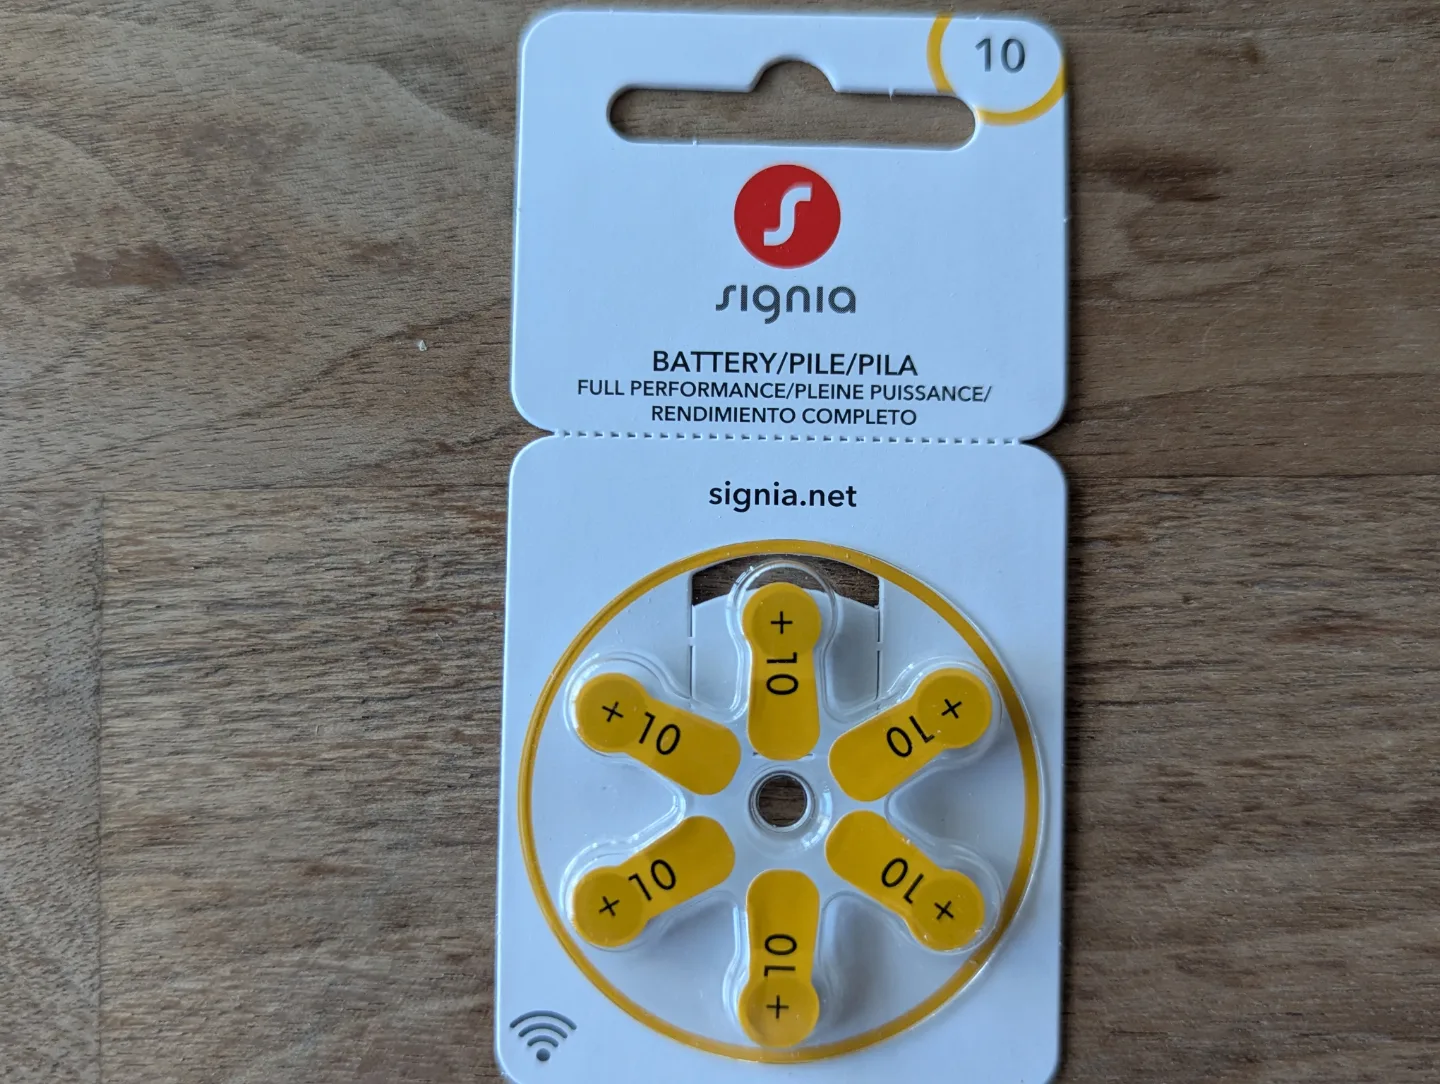 10
signia
BATTERY/PILE/PILA
FULL PERFORMANCE/PLEINE PUISSANCE/
RENDIMIENTO COMPLETO
signia.net
+ 10
+ 10
10 +
+ 10
10 +
+ 10